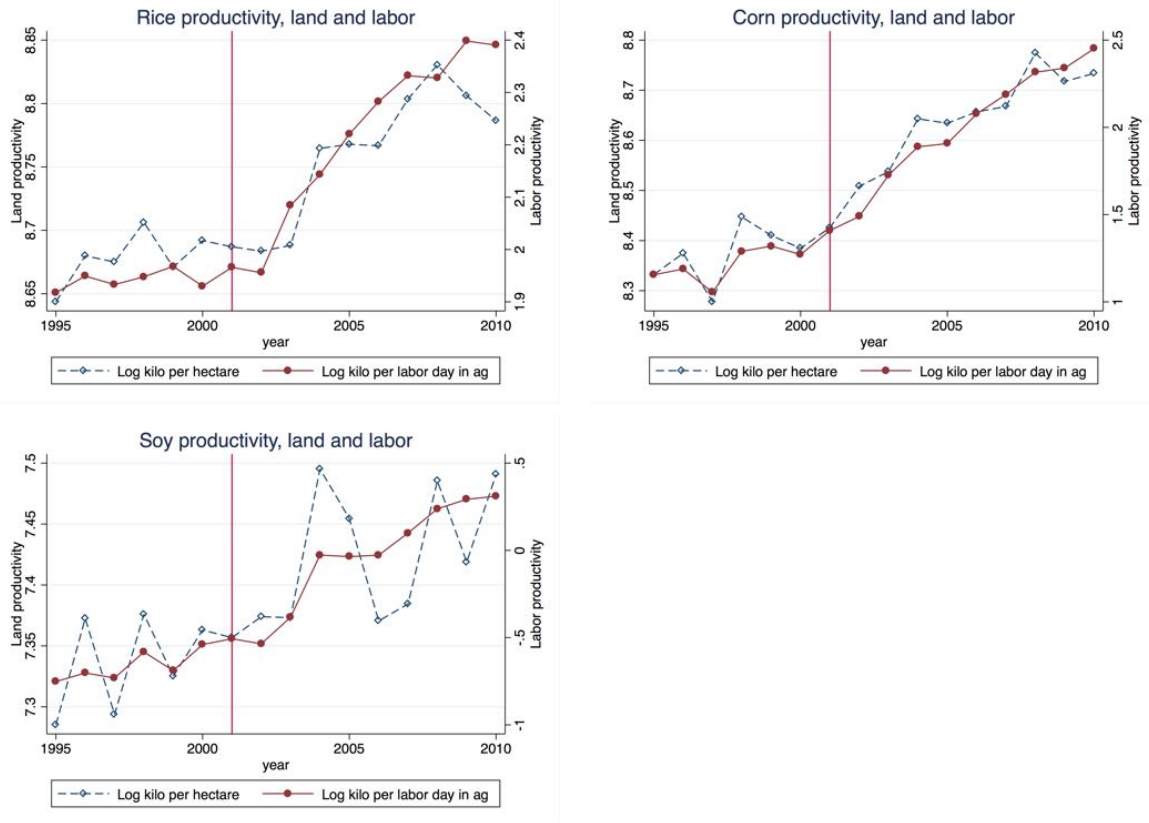 Rice productivity, land and labor
Land productivity
8.85
8.8
8.75
8.7
8.65
2.4
2.3
2.2
2.1
2
1.9
Labor productivity
1995 2000 2005 2010
year
Log kilo per hectare Log kilo per labor day in ag
Corn productivity, land and labor
Land productivity
8.8
8.7
8.6
8.5
8.4
8.3
2.5
2
1.5
1
Labor productivity
1995 2000 2005 2010
year
Log kilo per hectare Log kilo per labor day in ag
Soy productivity, land and labor
Land productivity
7.5
7.45
7.4
7.35
7.3
.5
0
-.5
-1
Labor productivity
1995 2000 2005 2010
year
Log kilo per hectare Log kilo per labor day in ag